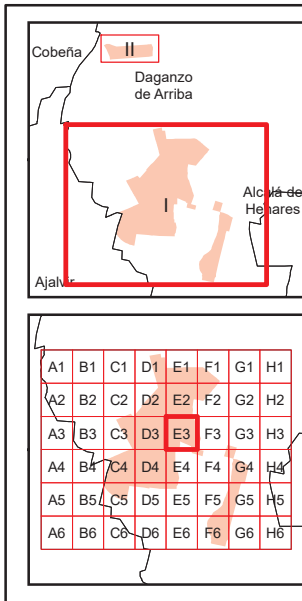 II
Cobeña
Daganzo
de Arriba
I
Alcalá de
Henares
Ajalvir
A1 B1 C1 D1 E1 F1 G1 H1
A2 B2 C2 D2 E2 F2 G2 H2
A3 B3 C3 D3 E3 F3 G3 H3
A4 B4 C4 D4 E4 F4 G4 H4
A5 B5 C5 D5 E5 F5 G5 H5
A6 B6 C6 D6 E6 F6 G6 H6